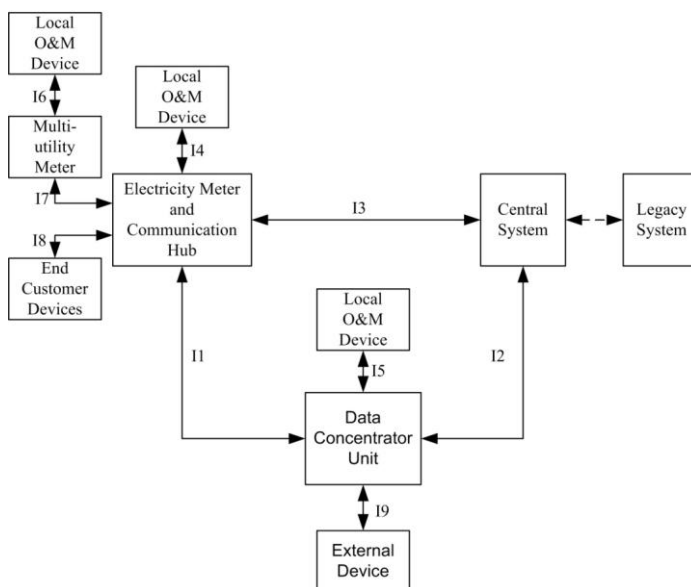 Local
O&M
Device
I6
Multi-
utility
Meter
I7
I8
End
Customer
Devices
Local
O&M
Device
I4
Electricity Meter
and
Communication
Hub
I3
Central
System
Legacy
System
I1
I2
Local
O&M
Device
I5
Data
Concentrator
Unit
I9
External
Device